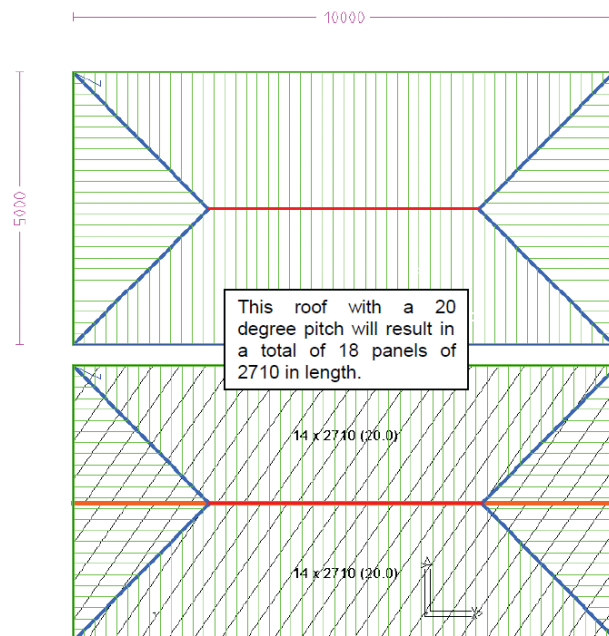 10000
5000
This roof with a 20
degree pitch will result in
a total of 18 panels of
2710 in length.
14 x 2710 (20.0)
14 x 2710 (20.0)